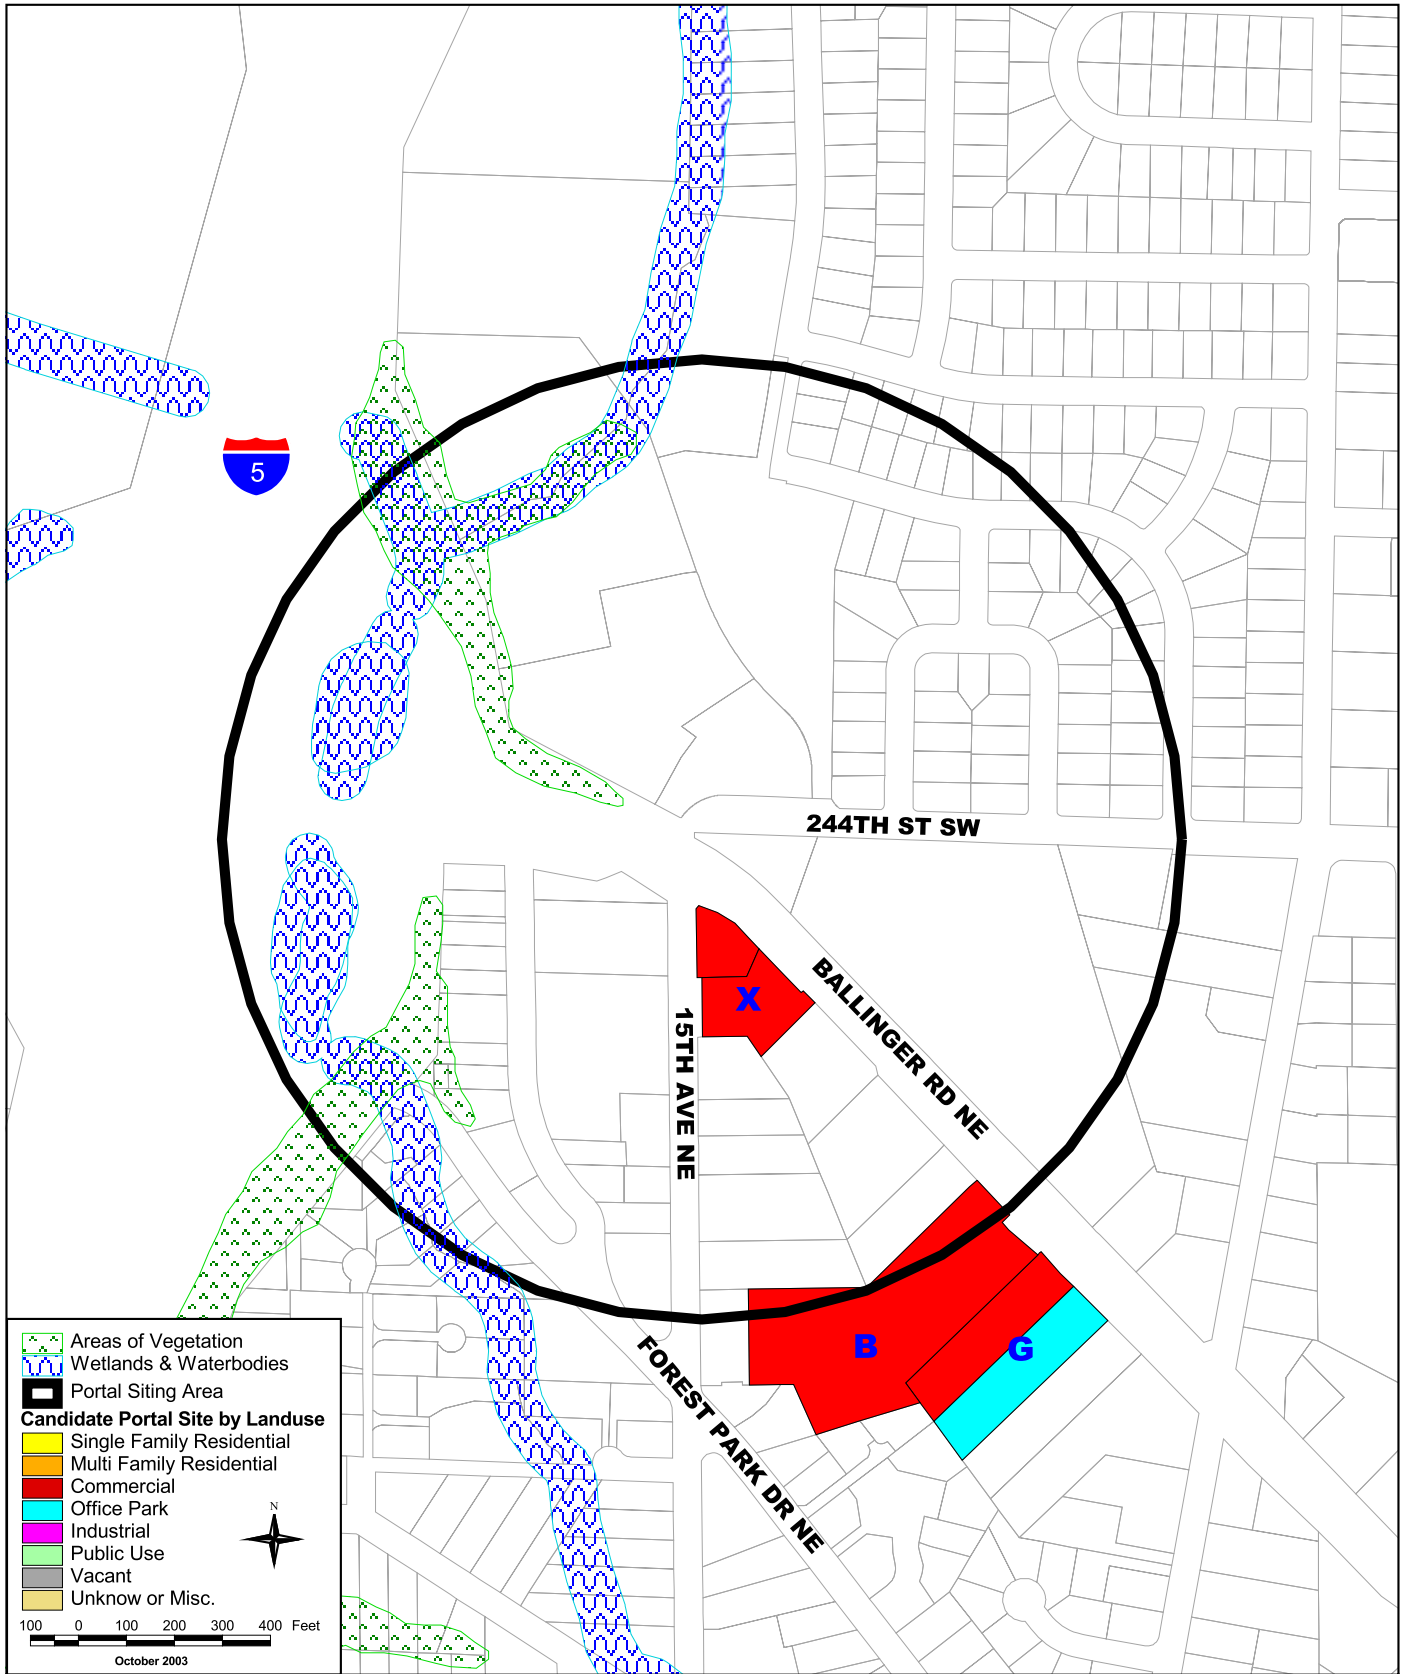 5
244TH ST SW
X
BALLINGER RD NE
15TH AVE NE
B
G
FOREST PARK DR NE
Areas of Vegetation
Wetlands & Waterbodies
Portal Siting Area
Candidate Portal Site by Landuse
Single Family Residential
Multi Family Residential
Commercial
Office Park
Industrial
Public Use
Vacant
Unknow or Misc.
N
100 0 100 200 300 400 Feet
October 2003